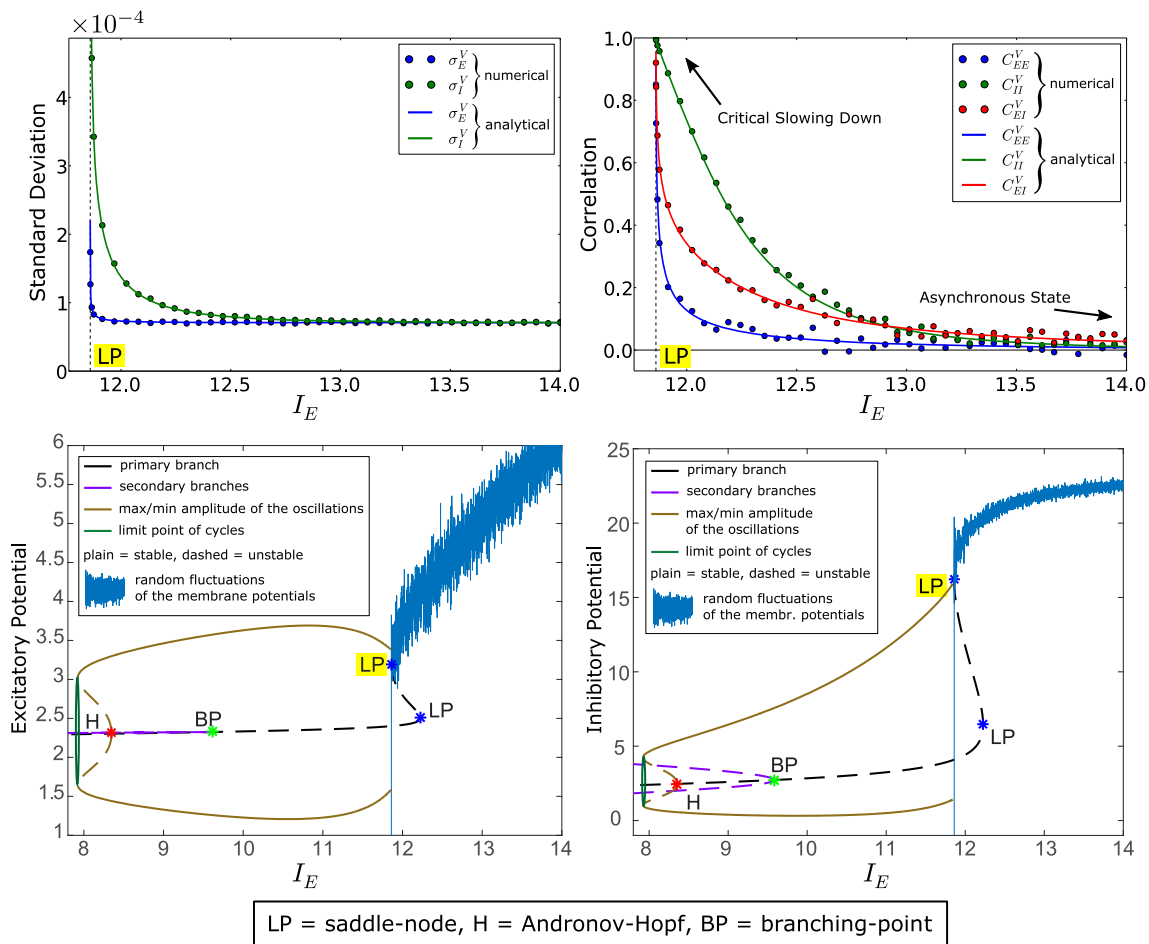 ×10⁻⁴
Standard Deviation
4
3
2
1
0
σ_E^V
σ_I^V
numerical
σ_E^V
σ_I^V
analytical
LP
12.0 12.5 13.0 13.5 14.0
I_E
Correlation
1.0
0.8
0.6
0.4
0.2
0.0
C_EE^V
C_II^V
C_EI^V
numerical
C_EE^V
C_II^V
C_EI^V
analytical
Critical Slowing Down
Asynchronous State
LP
12.0 12.5 13.0 13.5 14.0
I_E
Excitatory Potential
6
5.5
5
4.5
4
3.5
3
2.5
2
1.5
1
primary branch
secondary branches
max/min amplitude of the oscillations
limit point of cycles
plain = stable, dashed = unstable
random fluctuations
of the membrane potentials
LP
LP
H
BP
8 9 10 11 12 13 14
I_E
Inhibitory Potential
25
20
15
10
5
0
primary branch
secondary branches
max/min amplitude
of the oscillations
limit point of cycles
plain = stable, dashed = unstable
random fluctuations
of the membr. potentials
LP
LP
BP
H
8 9 10 11 12 13 14
I_E
LP = saddle-node, H = Andronov-Hopf, BP = branching-point